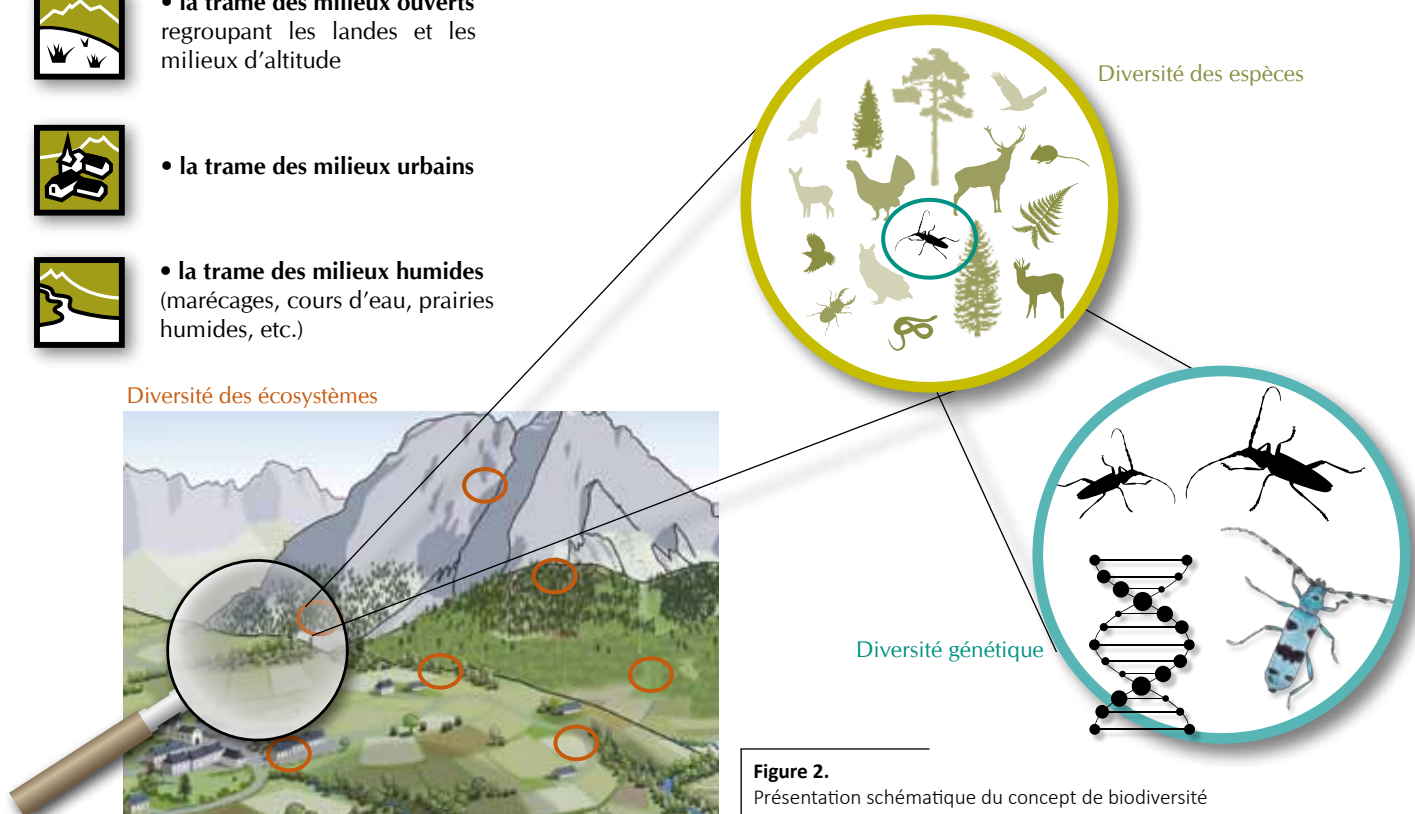 • la trame des milieux ouverts
regroupant les landes et les
milieux d'altitude
• la trame des milieux urbains
• la trame des milieux humides
(marécages, cours d'eau, prairies
humides, etc.)
Diversité des espèces
Diversité des écosystèmes
Diversité génétique
Figure 2.
Présentation schématique du concept de biodiversité